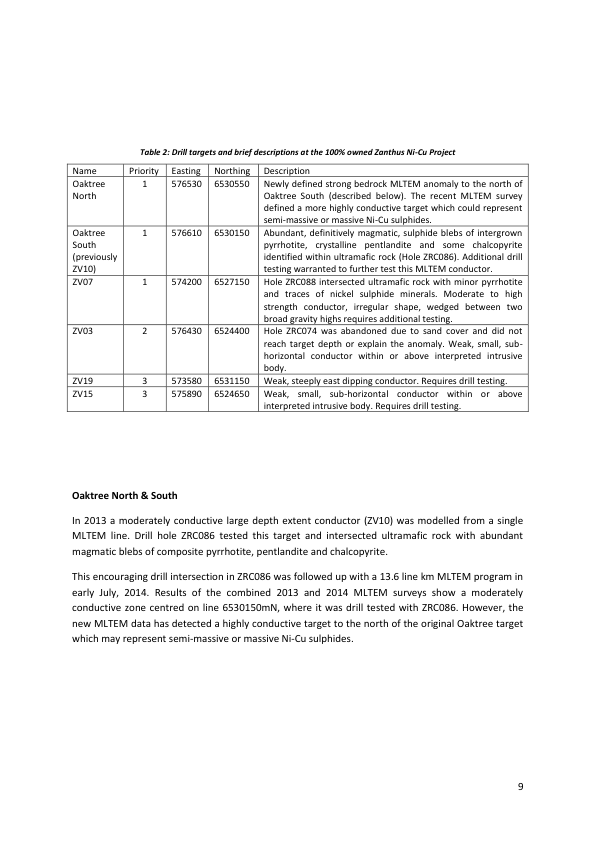 Table 2: Drill targets and brief descriptions at the 100% owned Zanthus Ni-Cu Project
Name Priority Easting Northing Description
Oaktree North 1 576530 6530550 Newly defined strong bedrock MLTEM anomaly to the north of
Oaktree South (described below). The recent MLTEM survey
defined a more highly conductive target which could represent
semi-massive or massive Ni-Cu sulphides.
Oaktree South (previously ZV10) 1 576610 6530150 Abundant, definitively magmatic, sulphide blebs of intergrown
pyrrhotite, crystalline pentlandite and some chalcopyrite
identified within ultramafic rock (Hole ZRC086). Additional drill
testing warranted to further test this MLTEM conductor.
ZV07 1 574200 6527150 Hole ZRC088 intersected ultramafic rock with minor pyrrhotite
and traces of nickel sulphide minerals. Moderate to high
strength conductor, irregular shape, wedged between two
broad gravity highs requires additional testing.
ZV03 2 576430 6524400 Hole ZRC074 was abandoned due to sand cover and did not
reach target depth or explain the anomaly. Weak, small, sub-
horizontal conductor within or above interpreted intrusive
body.
ZV19 3 573580 6531150 Weak, steeply east dipping conductor. Requires drill testing.
ZV15 3 575890 6524650 Weak, small, sub-horizontal conductor within or above
interpreted intrusive body. Requires drill testing.
Oaktree North & South
In 2013 a moderately conductive large depth extent conductor (ZV10) was modelled from a single
MLTEM line. Drill hole ZRC086 tested this target and intersected ultramafic rock with abundant
magmatic blebs of composite pyrrhotite, pentlandite and chalcopyrite.
This encouraging drill intersection in ZRC086 was followed up with a 13.6 line km MLTEM program in
early July, 2014. Results of the combined 2013 and 2014 MLTEM surveys show a moderately
conductive zone centred on line 6530150mN, where it was drill tested with ZRC086. However, the
new MLTEM data has detected a highly conductive target to the north of the original Oaktree target
which may represent semi-massive or massive Ni-Cu sulphides.
9